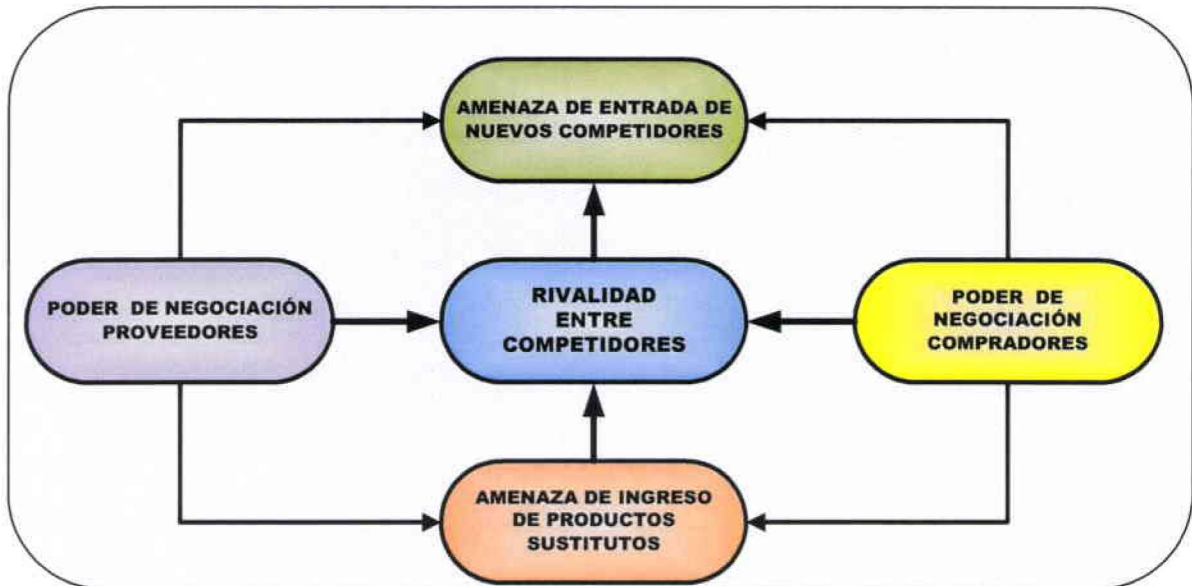 AMENAZA DE ENTRADA DE
NUEVOS COMPETIDORES
PODER DE NEGOCIACIÓN
PROVEEDORES
RIVALIDAD
ENTRE
COMPETIDORES
PODER DE
NEGOCIACIÓN
COMPRADORES
AMENAZA DE INGRESO
DE PRODUCTOS
SUSTITUTOS